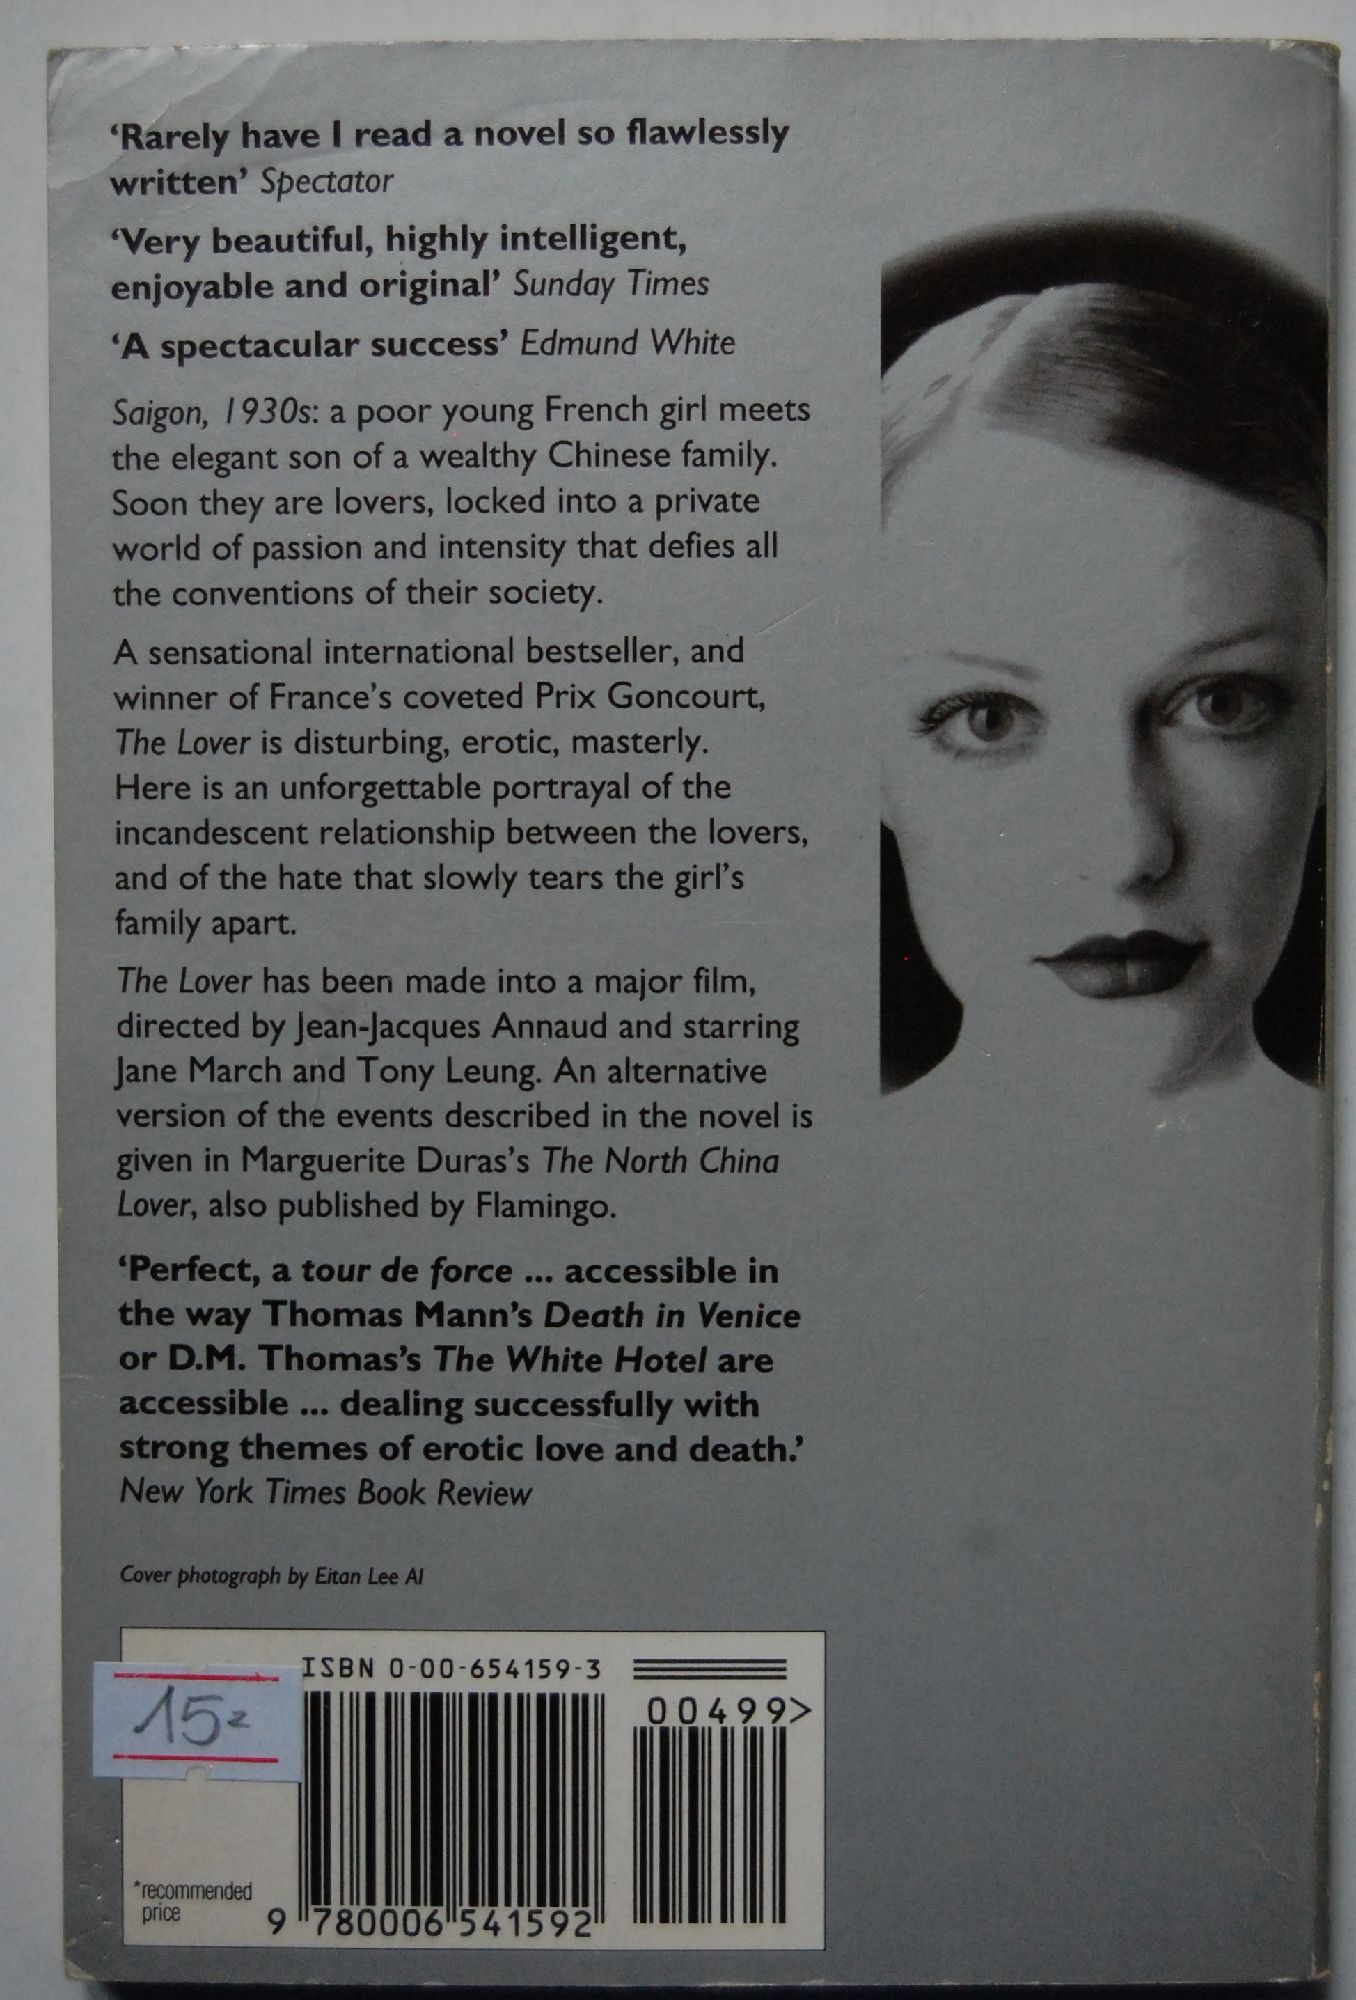 ‘Rarely have I read a novel so flawlessly
written’ Spectator
‘Very beautiful, highly intelligent,
enjoyable and original’ Sunday Times
‘A spectacular success’ Edmund White
Saigon, 1930s: a poor young French girl meets
the elegant son of a wealthy Chinese family.
Soon they are lovers, locked into a private
world of passion and intensity that defies all
the conventions of their society.
A sensational international bestseller, and
winner of France’s coveted Prix Goncourt,
The Lover is disturbing, erotic, masterly.
Here is an unforgettable portrayal of the
incandescent relationship between the lovers,
and of the hate that slowly tears the girl’s
family apart.
The Lover has been made into a major film,
directed by Jean-Jacques Annaud and starring
Jane March and Tony Leung. An alternative
version of the events described in the novel is
given in Marguerite Duras’s The North China
Lover, also published by Flamingo.
‘Perfect, a tour de force ... accessible in
the way Thomas Mann’s Death in Venice
or D.M. Thomas’s The White Hotel are
accessible ... dealing successfully with
strong themes of erotic love and death.’
New York Times Book Review
Cover photograph by Eitan Lee Al
ISBN 0-00-654159-3
00499>
15z
*recommended
price
9 780006 541592